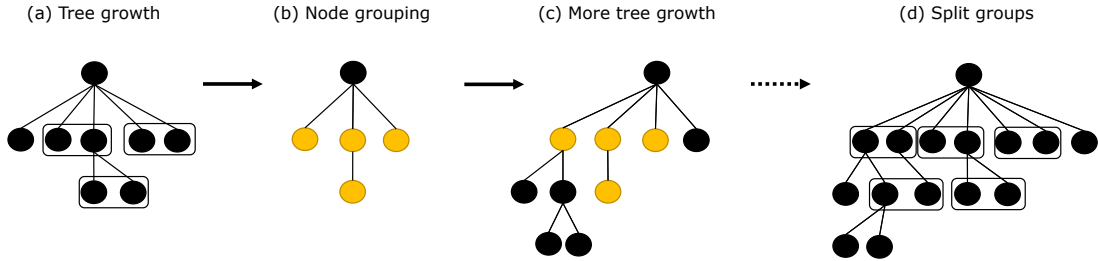 (a) Tree growth
(b) Node grouping
(c) More tree growth
(d) Split groups